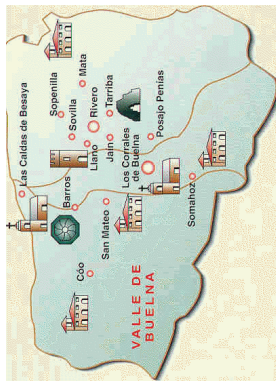 Las Caldas de Besaya
Sopenilla
Mata
Sovilla
Rivero
Tarriba
Llano
Jain
Posajo Penias
Barros
Los Corrales
de Buelna
San Mateo
Somahoz
Cóo
VALLE DE
BUELNA